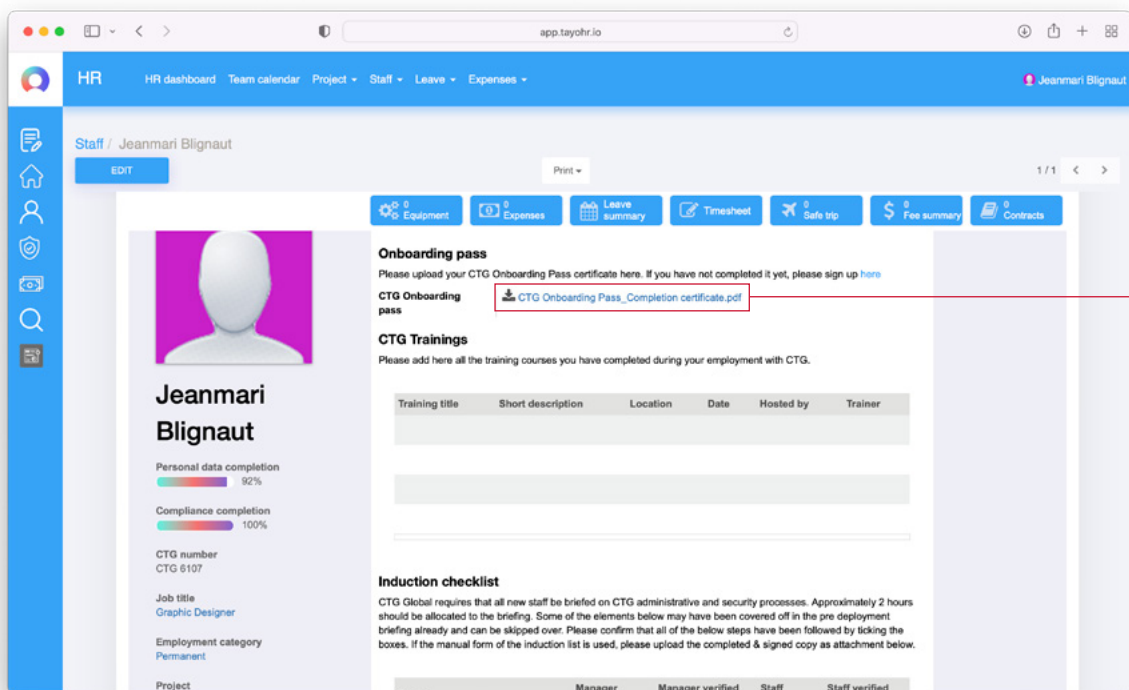 app.tayohr.io
HR
HR dashboard Team calendar Project Staff Leave Expenses
Jeanmari Blignaut
Staff / Jeanmari Blignaut
EDIT
Print
1 / 1
0 Equipment
0 Expenses
Leave summary
Timesheet
0 Safe trip
0 Fee summary
0 Contracts
Onboarding pass
Please upload your CTG Onboarding Pass certificate here. If you have not completed it yet, please sign up here
CTG Onboarding pass
CTG Onboarding Pass_Completion certificate.pdf
CTG Trainings
Please add here all the training courses you have completed during your employment with CTG.
Training title Short description Location Date Hosted by Trainer
Jeanmari
Blignaut
Personal data completion
92%
Compliance completion
100%
CTG number
CTG 6107
Job title
Graphic Designer
Employment category
Permanent
Project
Induction checklist
CTG Global requires that all new staff be briefed on CTG administrative and security processes. Approximately 2 hours
should be allocated to the briefing. Some of the elements below may have been covered off in the pre deployment
briefing already and can be skipped over. Please confirm that all of the below steps have been followed by ticking the
boxes. If the manual form of the induction list is used, please upload the completed & signed copy as attachment below.
Manager Manager verified Staff Staff verified